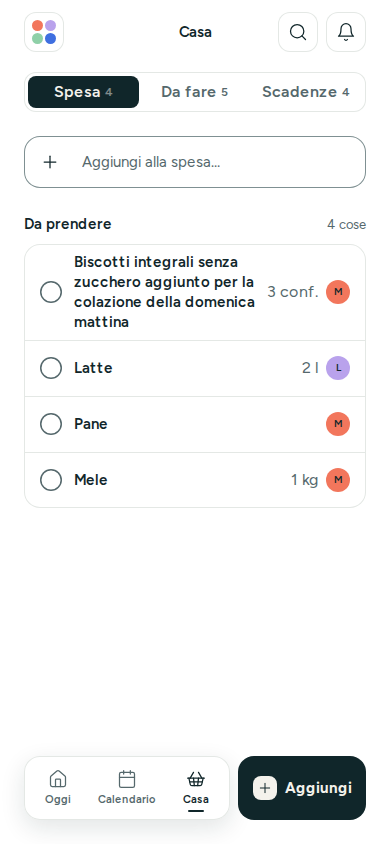 Casa
Spesa 4
Da fare 5
Scadenze 4
Aggiungi alla spesa...
Da prendere
4 cose
Biscotti integrali senza
zucchero aggiunto per la
colazione della domenica
mattina
3 conf.
M
Latte
2 l
L
Pane
M
Mele
1 kg
M
Oggi
Calendario
Casa
Aggiungi